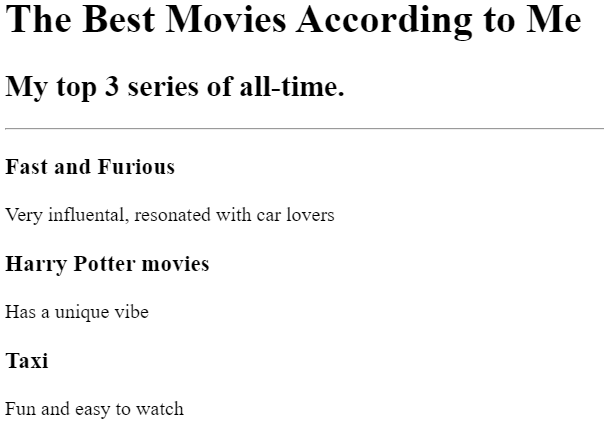 The Best Movies According to Me
My top 3 series of all-time.
Fast and Furious
Very influental, resonated with car lovers
Harry Potter movies
Has a unique vibe
Taxi
Fun and easy to watch